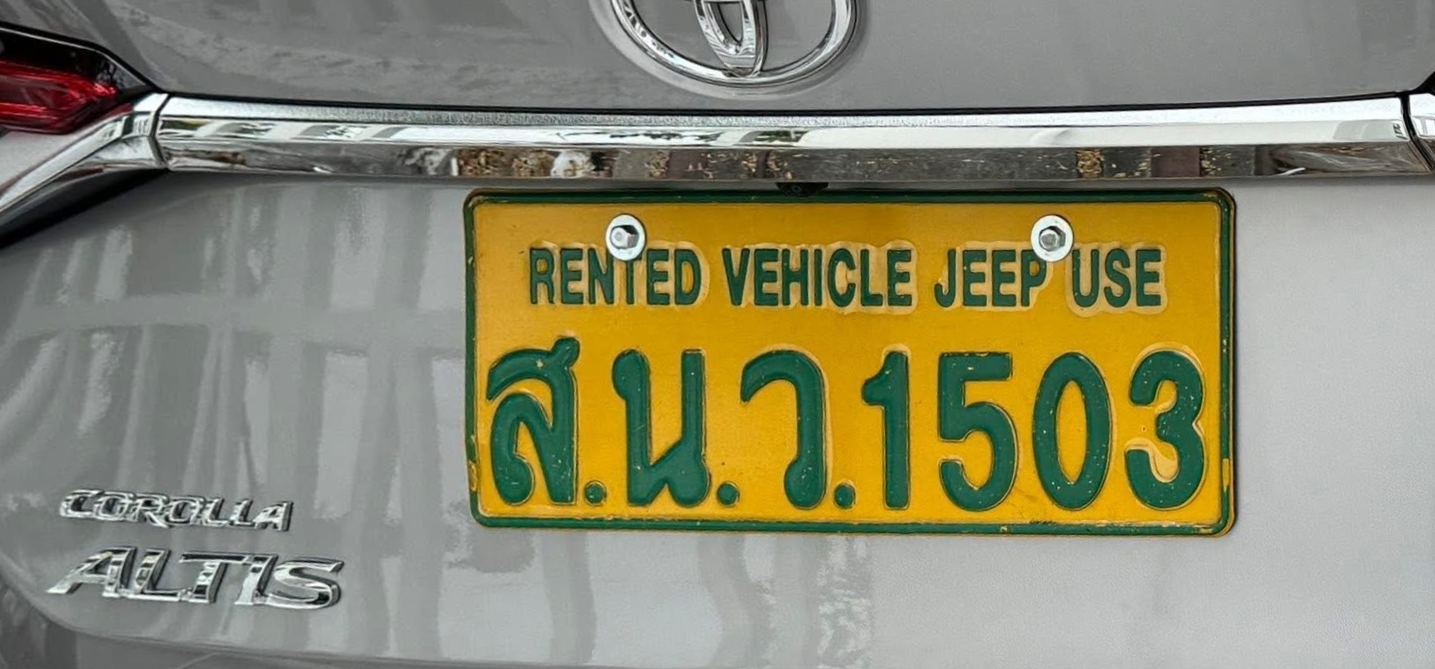 RENTED VEHICLE JEEP USE
ส.น.ว.1503
COROLLA
ALTIS